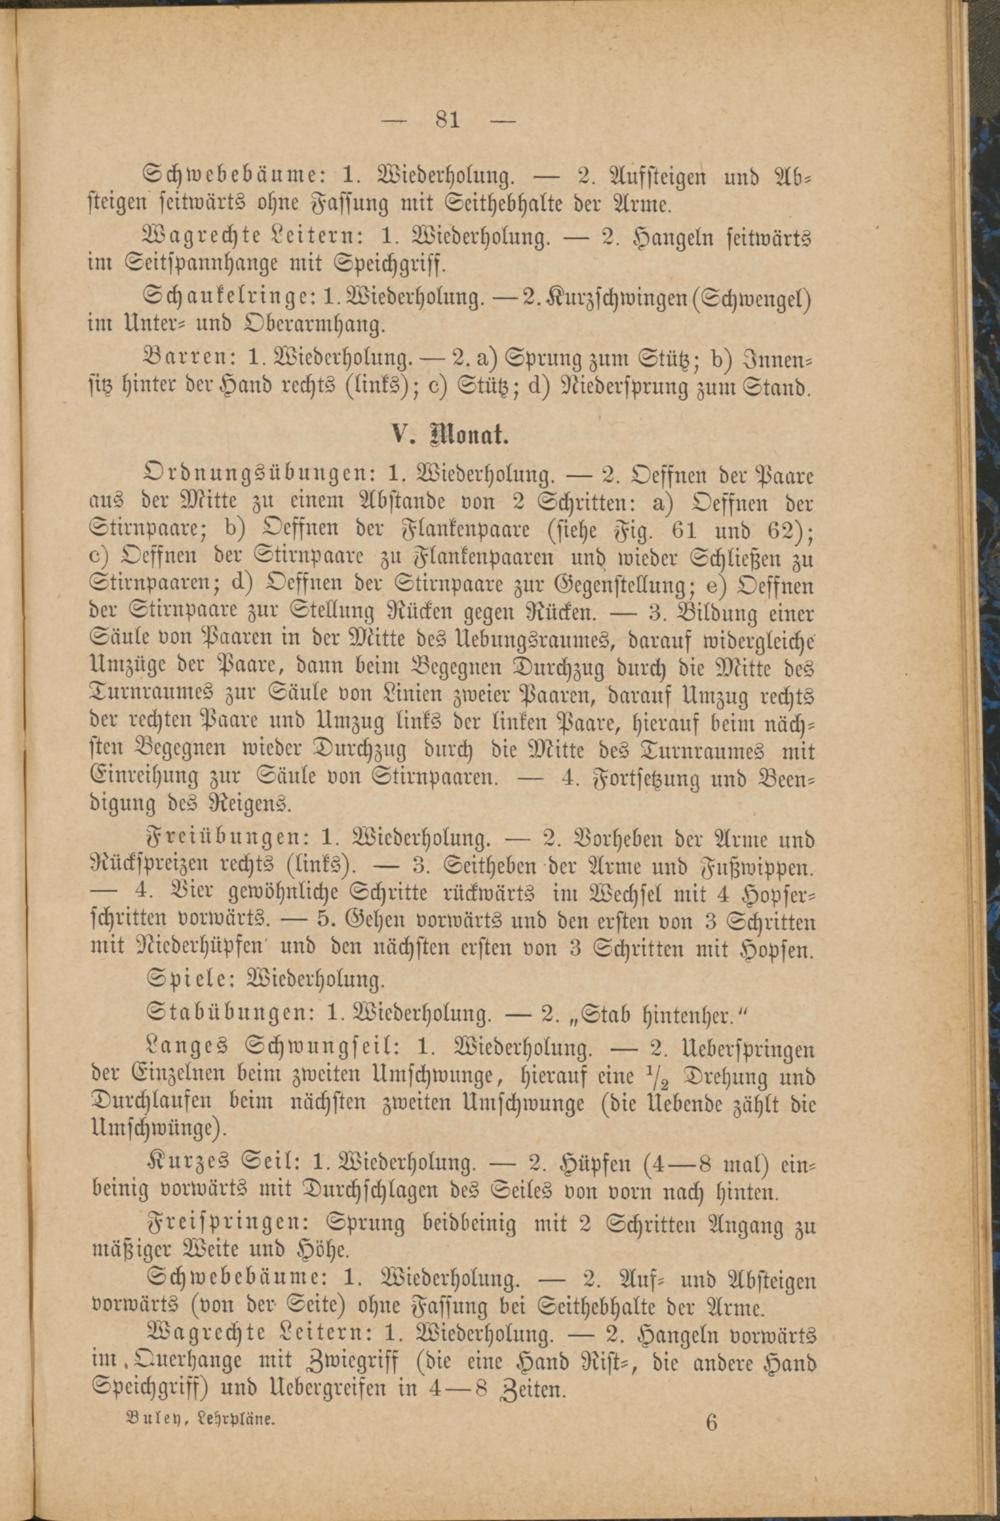 — 81 —
Schwebebäume: 1. Wiederholung. — 2. Aufsteigen und Ab-
steigen seitwärts ohne Fassung mit Seithebhalte der Arme.
Wagrechte Leitern: 1. Wiederholung. — 2. Hangeln seitwärts
im Seitspannhange mit Speichgriff.
Schaukelringe: 1. Wiederholung. — 2. Kurzschwingen (Schwengel)
im Unter- und Oberarmhang.
Barren: 1. Wiederholung. — 2. a) Sprung zum Stütz; b) Innen-
sitz hinter der Hand rechts (links); c) Stütz; d) Niedersprung zum Stand.
V. Monat.
Ordnungsübungen: 1. Wiederholung. — 2. Oeffnen der Paare
aus der Mitte zu einem Abstande von 2 Schritten: a) Oeffnen der
Stirnpaare; b) Oeffnen der Flankenpaare (siehe Fig. 61 und 62);
c) Oeffnen der Stirnpaare zu Flankenpaaren und wieder Schließen zu
Stirnpaaren; d) Oeffnen der Stirnpaare zur Gegenstellung; e) Oeffnen
der Stirnpaare zur Stellung Rücken gegen Rücken. — 3. Bildung einer
Säule von Paaren in der Mitte des Uebungsraumes, darauf widergleiche
Umzüge der Paare, dann beim Begegnen Durchzug durch die Mitte des
Turnraumes zur Säule von Linien zweier Paaren, darauf Umzug rechts
der rechten Paare und Umzug links der linken Paare, hierauf beim näch-
sten Begegnen wieder Durchzug durch die Mitte des Turnraumes mit
Einreihung zur Säule von Stirnpaaren. — 4. Fortsetzung und Been-
digung des Reigens.
Freiübungen: 1. Wiederholung. — 2. Vorheben der Arme und
Rückspreizen rechts (links). — 3. Seitheben der Arme und Fußwippen.
— 4. Vier gewöhnliche Schritte rückwärts im Wechsel mit 4 Hopser-
schritten vorwärts. — 5. Gehen vorwärts und den ersten von 3 Schritten
mit Niederhüpfen und den nächsten ersten von 3 Schritten mit Hopsen.
Spiele: Wiederholung.
Stabübungen: 1. Wiederholung. — 2. „Stab hintenher.“
Langes Schwungseil: 1. Wiederholung. — 2. Ueberspringen
der Einzelnen beim zweiten Umschwunge, hierauf eine 1/2 Drehung und
Durchlaufen beim nächsten zweiten Umschwunge (die Uebende zählt die
Umschwünge).
Kurzes Seil: 1. Wiederholung. — 2. Hüpfen (4—8 mal) ein-
beinig vorwärts mit Durchschlagen des Seiles von vorn nach hinten.
Freispringen: Sprung beidbeinig mit 2 Schritten Angang zu
mäßiger Weite und Höhe.
Schwebebäume: 1. Wiederholung. — 2. Auf- und Absteigen
vorwärts (von der Seite) ohne Fassung bei Seithebhalte der Arme.
Wagrechte Leitern: 1. Wiederholung. — 2. Hangeln vorwärts
im Querhange mit Zwiegriff (die eine Hand Rist-, die andere Hand
Speichgriff) und Uebergreifen in 4—8 Zeiten.
Buley, Lehrpläne. 6